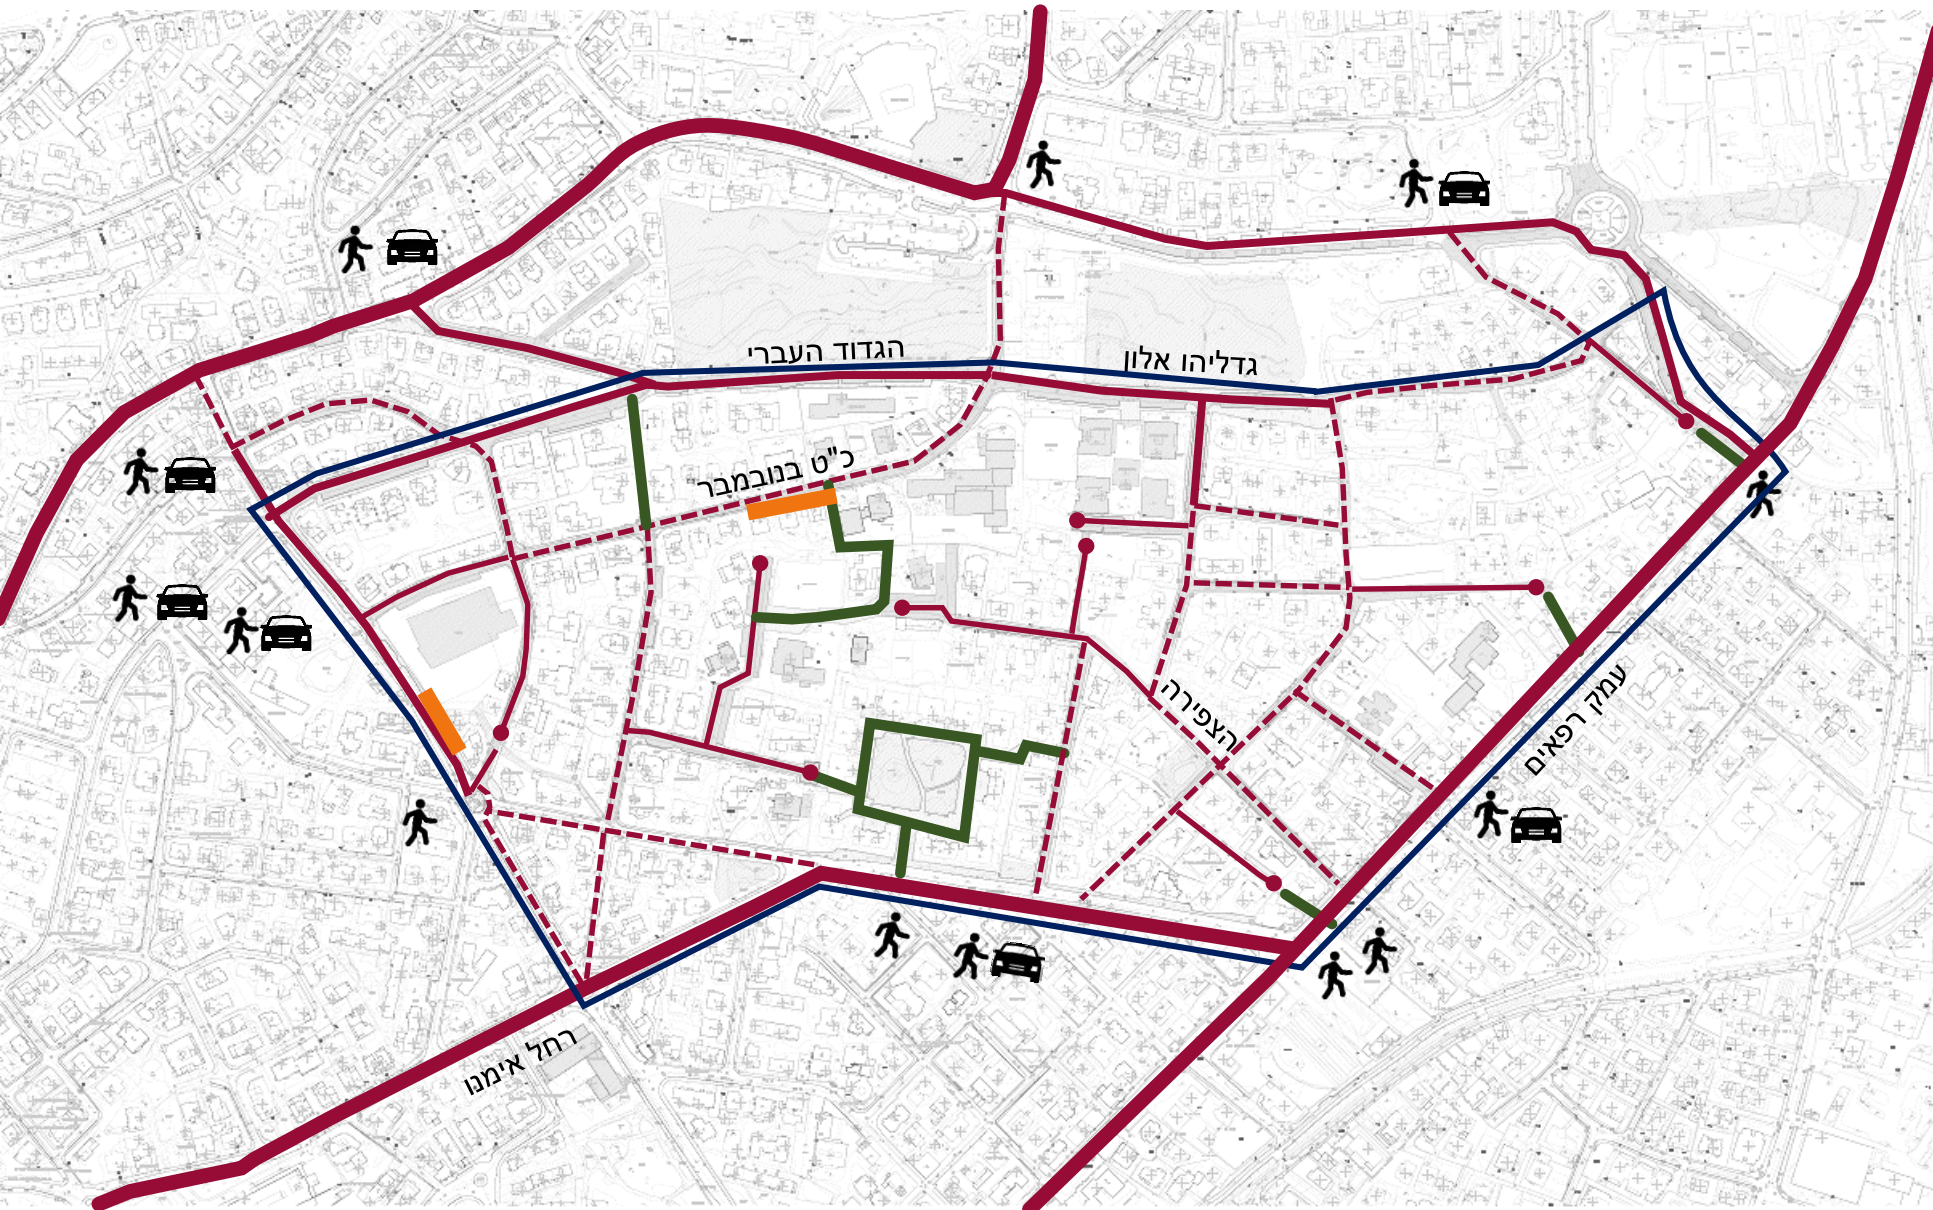 הגדוד העברי
גדליהו אלון
כ"ט בנובמבר
הצפירה
עמק רפאים
רחל אימנו